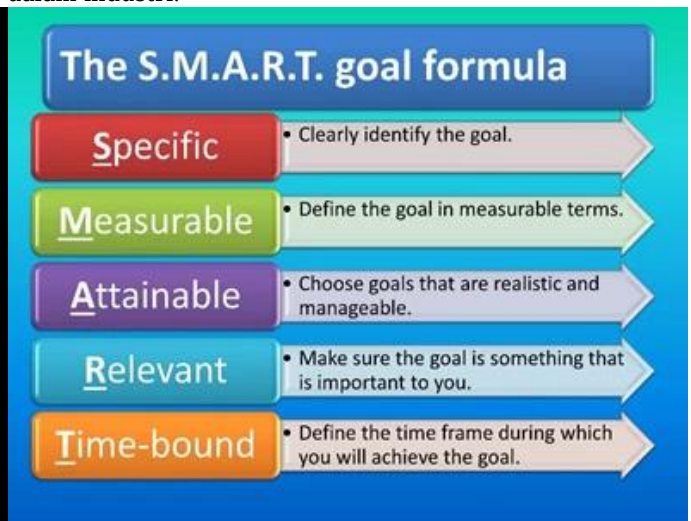 The S.M.A.R.T. goal formula
Specific
• Clearly identify the goal.
Measurable
• Define the goal in measurable terms.
Attainable
• Choose goals that are realistic and
manageable.
Relevant
• Make sure the goal is something that
is important to you.
Time-bound
• Define the time frame during which
you will achieve the goal.